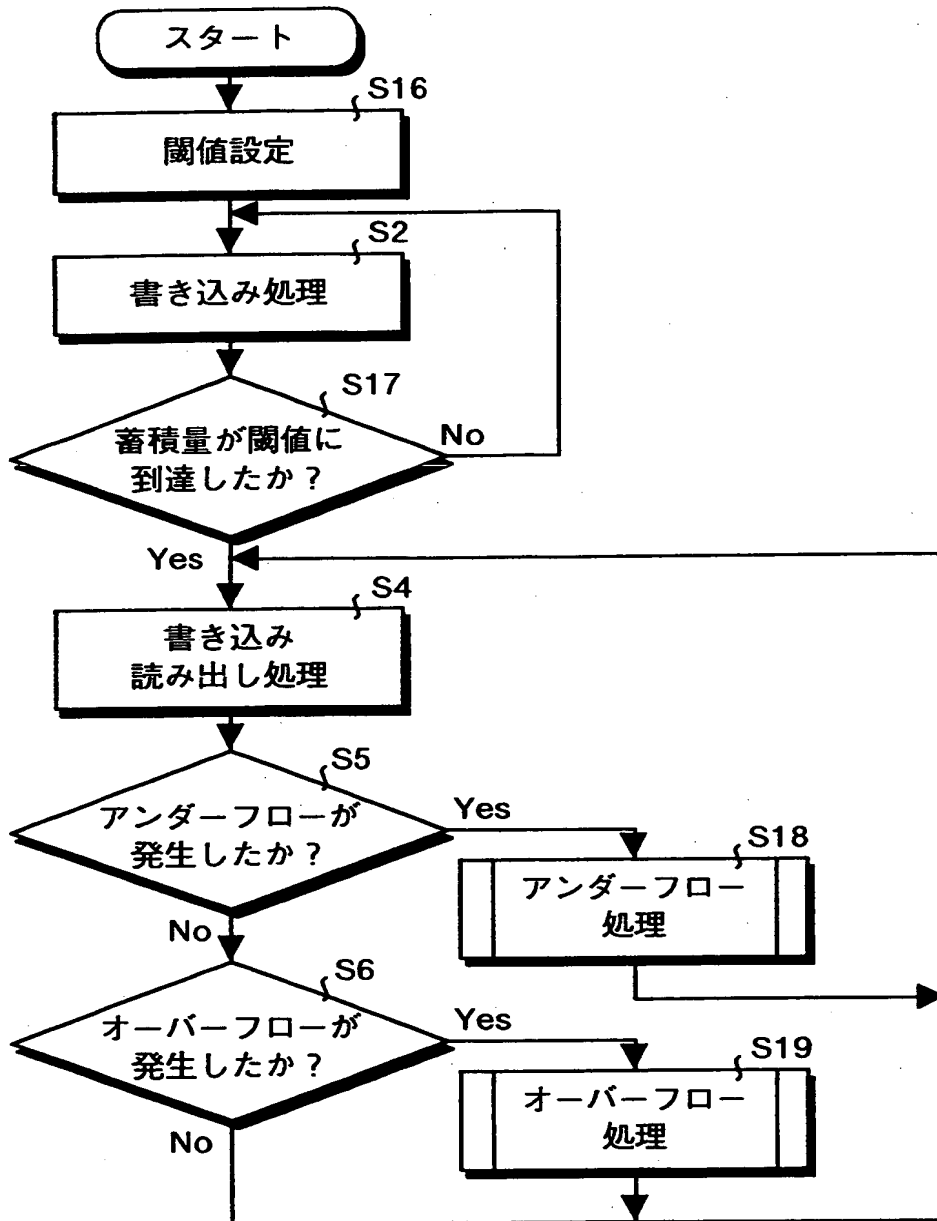 スタート
S16
閾値設定
S2
書き込み処理
S17
蓄積量が閾値に
到達したか？
No
Yes
S4
書き込み
読み出し処理
S5
アンダーフローが
発生したか？
Yes
S18
アンダーフロー
処理
No
S6
オーバーフローが
発生したか？
Yes
S19
オーバーフロー
処理
No